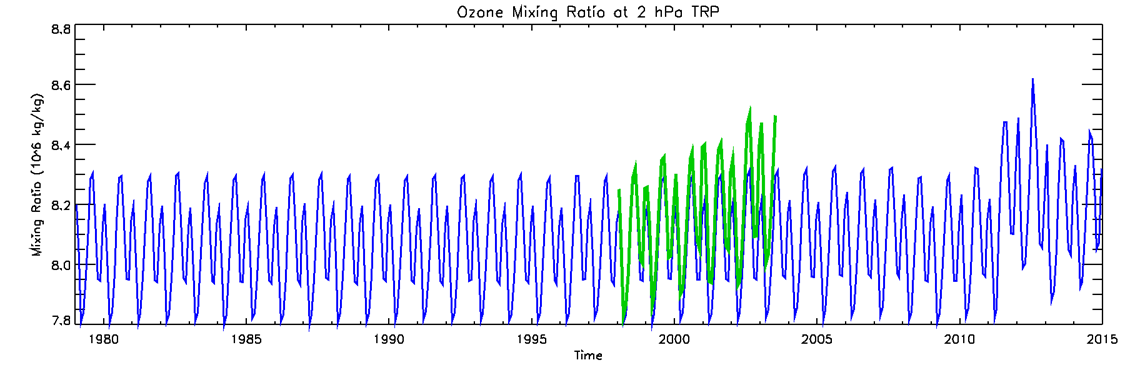 Ozone Mixing Ratio at 2 hPa TRP
Mixing Ratio (10^6 kg/kg)
8.8
8.6
8.4
8.2
8.0
7.8
1980 1985 1990 1995 2000 2005 2010 2015
Time